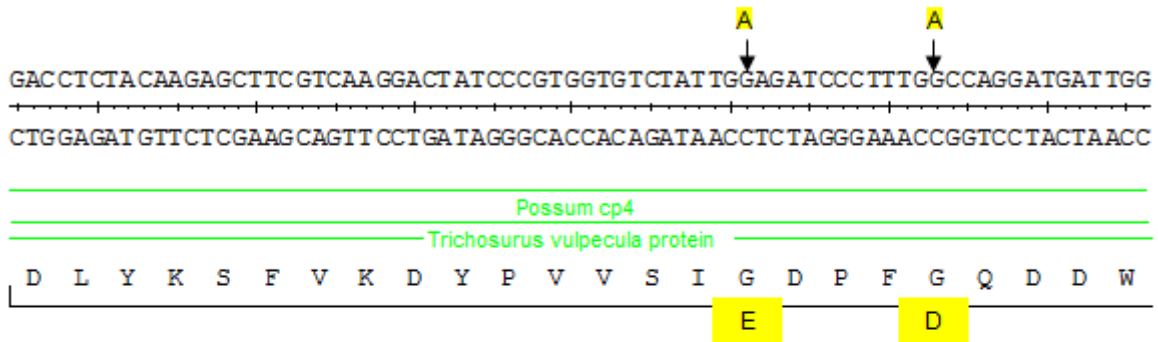 A A
GACCTCTACAAGAGCTTCGTCAAGGACTATCCCGTGGTGTCTATTGGAGATCCCTTTGGCCAGGATGATTGG
CTGGAGATGTTCTCGAAGCAGTTCCTGATAGGGCACCACAGATAACCTCTAGGGAAACCGGTCCTACTAACC
Possum cp4
Trichosurus vulpecula protein
D L Y K S F V K D Y P V V S I G D P F G Q D D W
E D